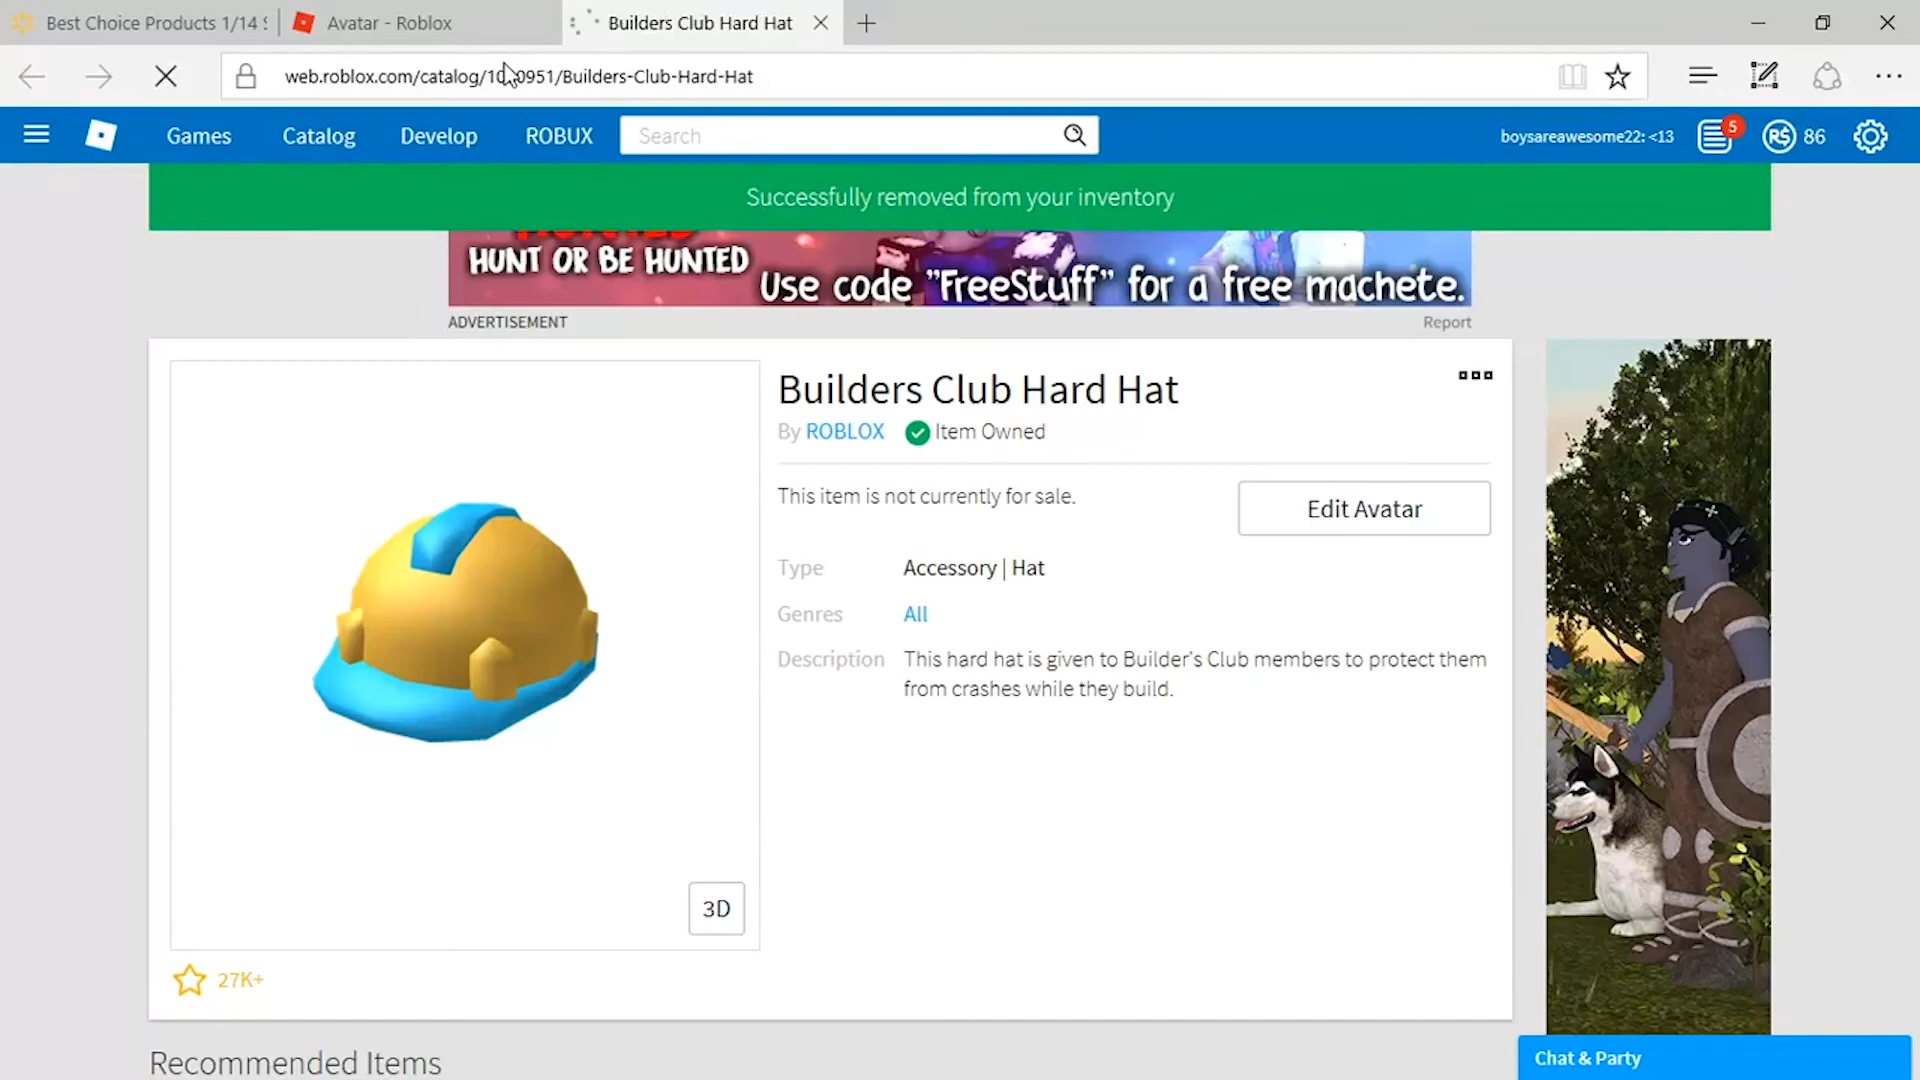 Best Choice Products 1/14 S
Avatar - Roblox
Builders Club Hard Hat
web.roblox.com/catalog/10 0951/Builders-Club-Hard-Hat
Games
Catalog
Develop
ROBUX
Search
boysareawesome22: <13
5
R$ 86
Successfully removed from your inventory
HUNT OR BE HUNTED
Use code "FreeStuff" for a free machete.
ADVERTISEMENT
Report
Builders Club Hard Hat
By ROBLOX
Item Owned
This item is not currently for sale.
Edit Avatar
Type
Accessory | Hat
Genres
All
Description
This hard hat is given to Builder's Club members to protect them
from crashes while they build.
3D
27K+
Recommended Items
Chat & Party